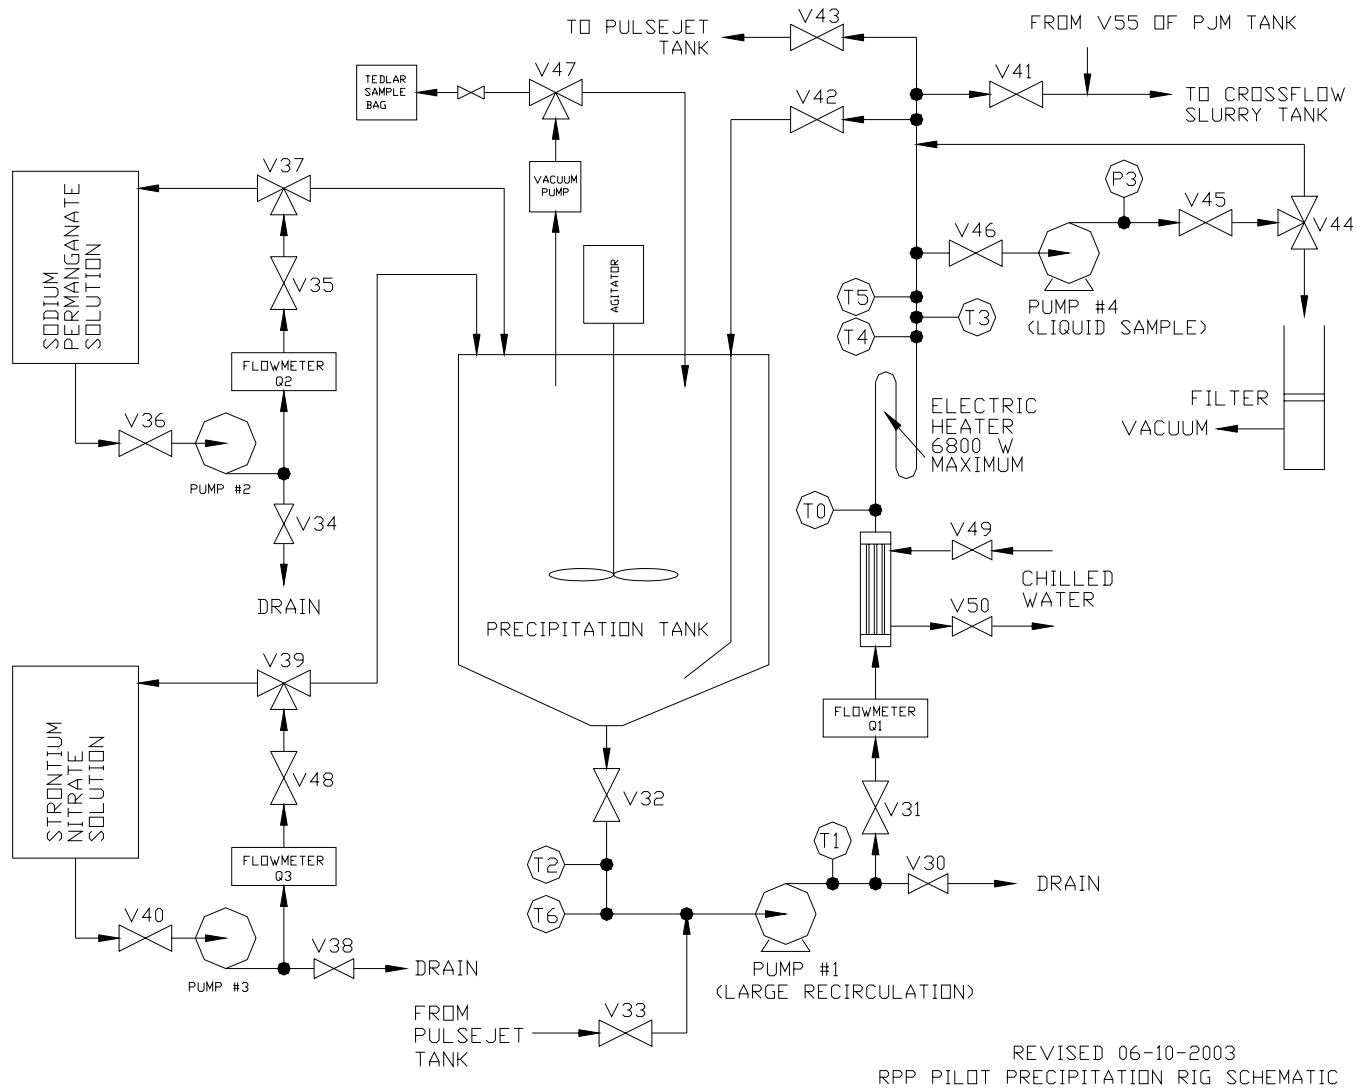 TO PULSEJET
TANK
V43
FROM V55 OF PJM TANK
V47
TEDLAR
SAMPLE
BAG
V41
V42
TO CROSSFLOW
SLURRY TANK
V37
VACUUM
PUMP
P3
V45
V44
V46
SODIUM
PERMANGANATE
SOLUTION
V35
AGITATOR
T5
T3
T4
PUMP #4
(LIQUID SAMPLE)
FLOWMETER
Q2
FILTER
VACUUM
ELECTRIC
HEATER
6800 W
MAXIMUM
V36
PUMP #2
V34
T0
V49
CHILLED
WATER
V50
DRAIN
PRECIPITATION TANK
V39
STRONTIUM
NITRATE
SOLUTION
FLOWMETER
Q1
V48
V32
V31
FLOWMETER
Q3
T2
T1
V30
DRAIN
T6
V40
V38
DRAIN
PUMP #3
PUMP #1
(LARGE RECIRCULATION)
V33
FROM
PULSEJET
TANK
REVISED 06-10-2003
RPP PILOT PRECIPITATION RIG SCHEMATIC